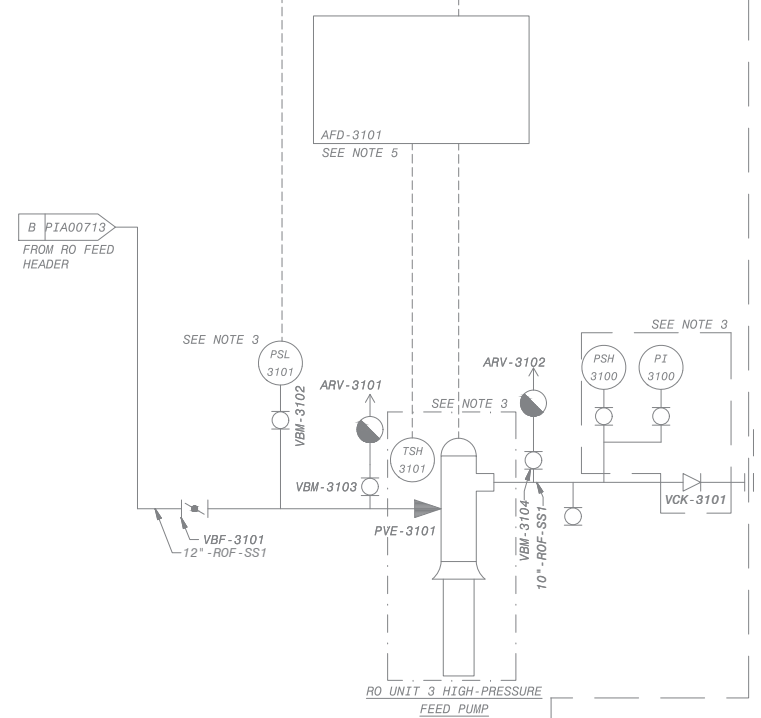 AFD-3101
SEE NOTE 5
B PIA00713
FROM RO FEED
HEADER
SEE NOTE 3
PSL
3101
VBM-3102
ARV-3101
VBM-3103
VBF-3101
12"-ROF-SS1
SEE NOTE 3
TSH
3101
PVE-3101
RO UNIT 3 HIGH-PRESSURE
FEED PUMP
ARV-3102
VBM-3104
10"-ROF-SS1
SEE NOTE 3
PSH
3100
PI
3100
VCK-3101